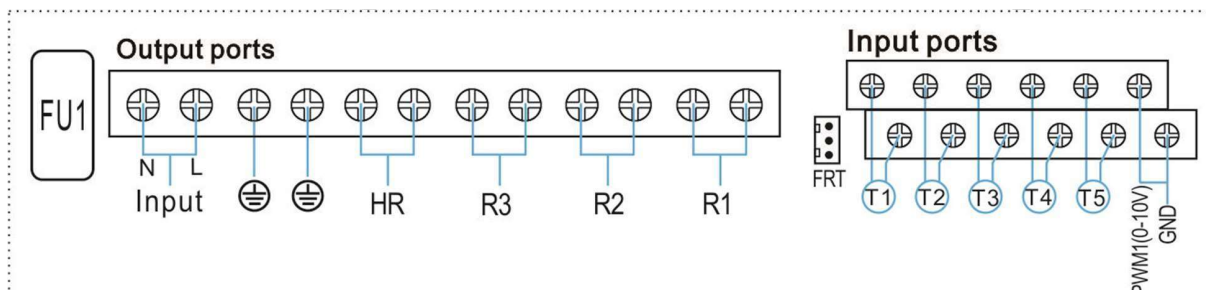 Output ports
Input ports
FU1
FRT
N L
Input
HR
R3
R2
R1
T1
T2
T3
T4
T5
PWM1(0-10V)
GND